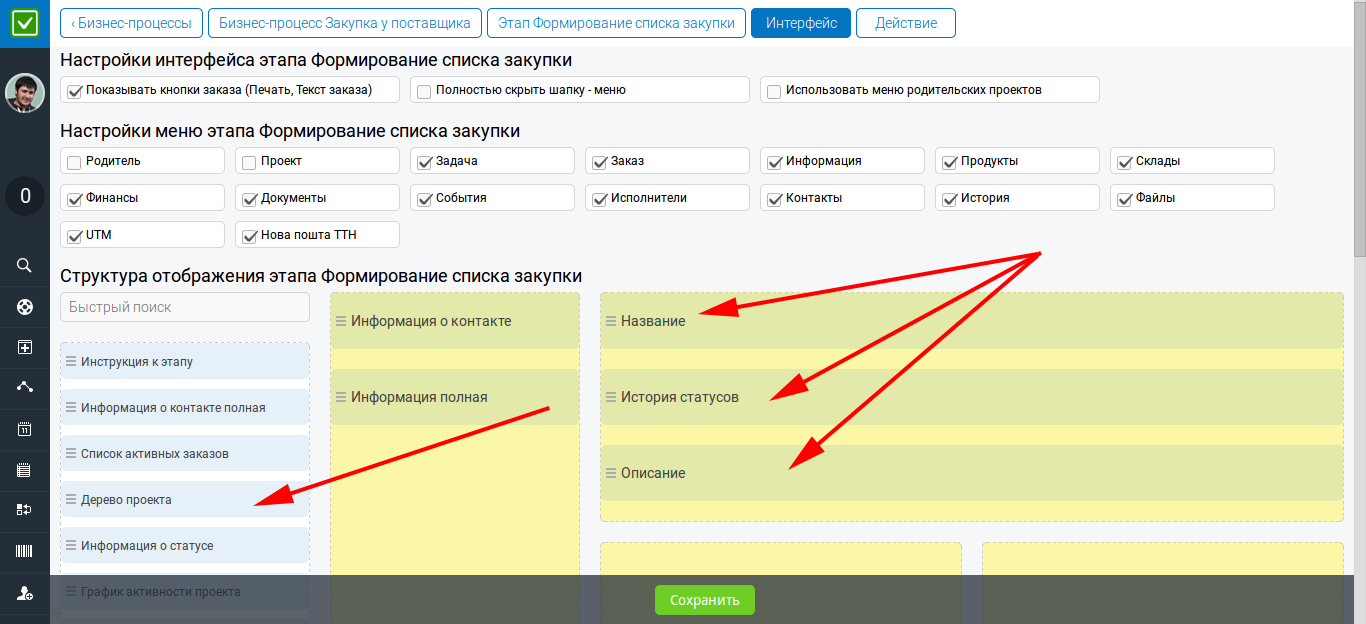 ‹ Бизнес-процессы
Бизнес-процесс Закупка у поставщика
Этап Формирование списка закупки
Интерфейс
Действие
Настройки интерфейса этапа Формирование списка закупки
Показывать кнопки заказа (Печать, Текст заказа)
Полностью скрыть шапку - меню
Использовать меню родительских проектов
Настройки меню этапа Формирование списка закупки
Родитель
Проект
Задача
Заказ
Информация
Продукты
Склады
Финансы
Документы
События
Исполнители
Контакты
История
Файлы
UTM
Нова пошта ТТН
0
Структура отображения этапа Формирование списка закупки
Быстрый поиск
Инструкция к этапу
Информация о контакте полная
Список активных заказов
Дерево проекта
Информация о статусе
График активности проекта
Информация о контакте
Информация полная
Название
История статусов
Описание
11
Сохранить